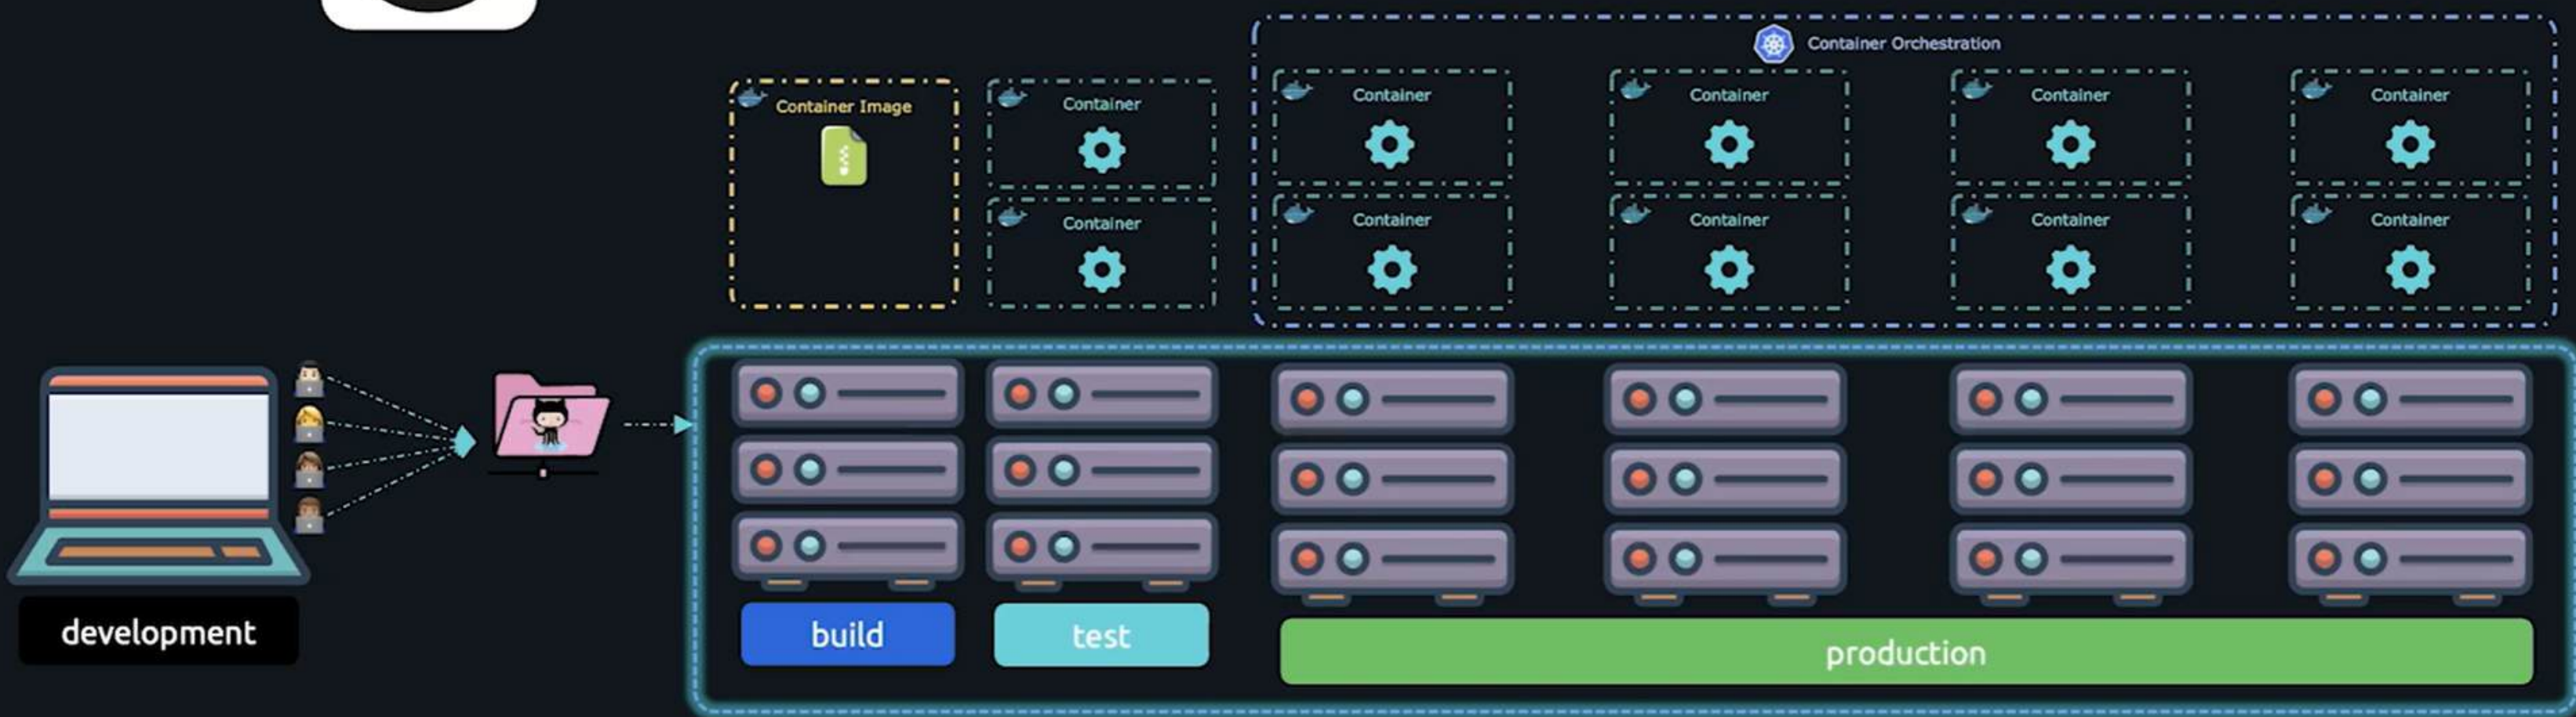 Container Orchestration
Container Image
Container
Container
Container
Container
Container
Container
Container
Container
Container
Container
development
build
test
production